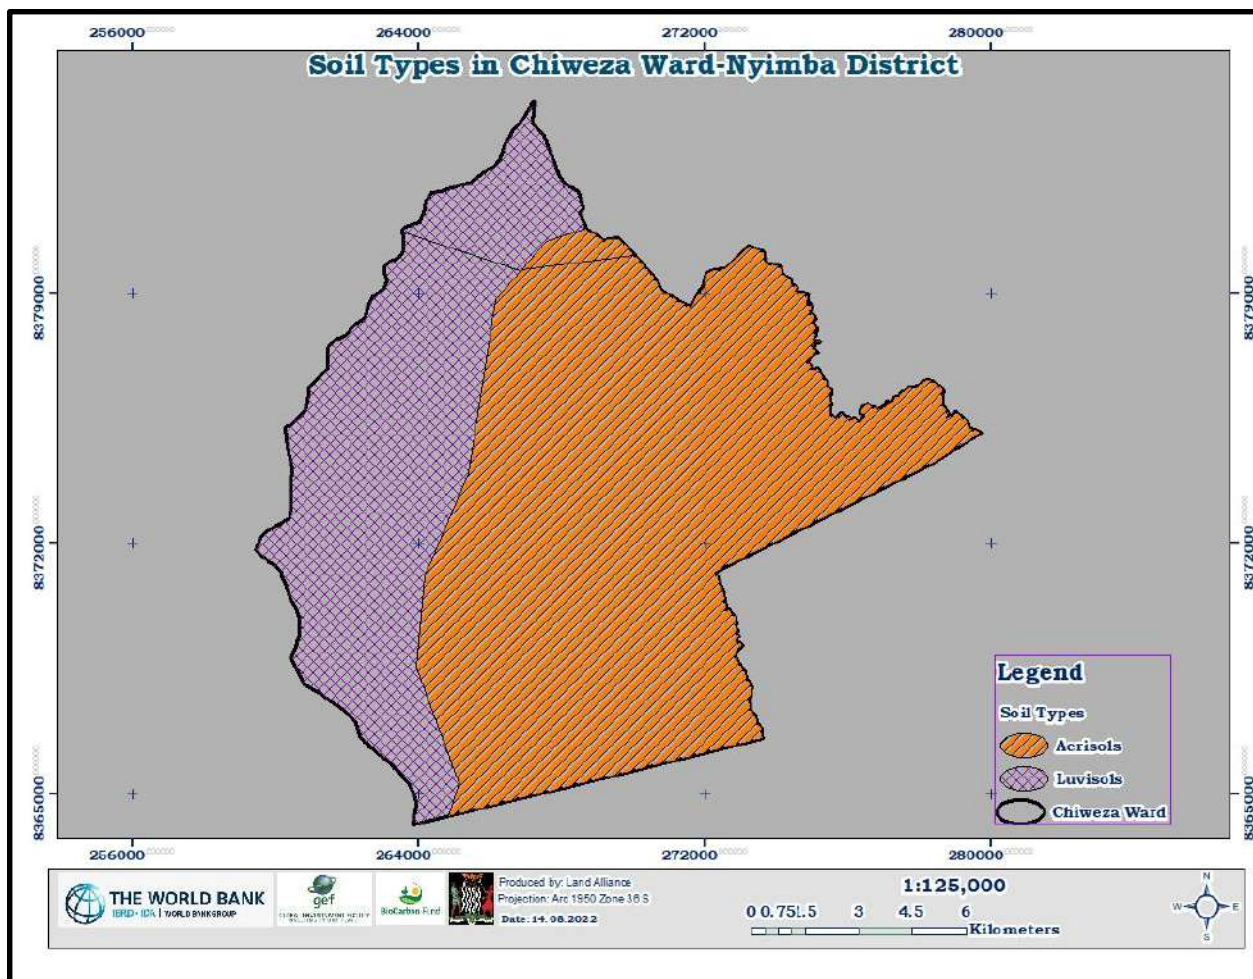 256000 264000 272000 280000
Soil Types in Chiweza Ward-Nyimba District
8379000 8379000
8372000 8372000
8365000 8365000
Legend
Soil Types
Acrisols
Luvisols
Chiweza Ward
256000 264000 272000 280000
THE WORLD BANK
IBRD • IDA | WORLD BANK GROUP
gef
BioCarbon Fund
Produced by: Land Alliance
Projection: Arc 1950 Zone 36 S
Date: 14.08.2022
1:125,000
0 0.75 1.5 3 4.5 6
Kilometers
N
W E
S